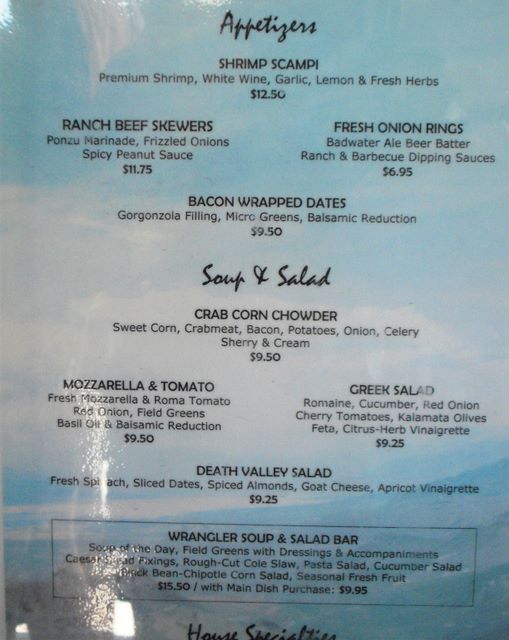 Appetizers
SHRIMP SCAMPI
Premium Shrimp, White Wine, Garlic, Lemon & Fresh Herbs
$12.50
RANCH BEEF SKEWERS
Ponzu Marinade, Frizzled Onions
Spicy Peanut Sauce
$11.75
FRESH ONION RINGS
Badwater Ale Beer Batter
Ranch & Barbecue Dipping Sauces
$6.95
BACON WRAPPED DATES
Gorgonzola Filling, Micro Greens, Balsamic Reduction
$9.50
Soup & Salad
CRAB CORN CHOWDER
Sweet Corn, Crabmeat, Bacon, Potatoes, Onion, Celery
Sherry & Cream
$9.50
MOZZARELLA & TOMATO
Fresh Mozzarella & Roma Tomato
Red Onion, Field Greens
Basil Oil & Balsamic Reduction
$9.50
GREEK SALAD
Romaine, Cucumber, Red Onion
Cherry Tomatoes, Kalamata Olives
Feta, Citrus-Herb Vinaigrette
$9.25
DEATH VALLEY SALAD
Fresh Spinach, Sliced Dates, Spiced Almonds, Goat Cheese, Apricot Vinaigrette
$9.25
WRANGLER SOUP & SALAD BAR
Soup of the Day, Field Greens with Dressings & Accompaniments
Caesar Salad Fixings, Rough-Cut Cole Slaw, Pasta Salad, Cucumber Salad
Bean-Chipotle Corn Salad, Seasonal Fresh Fruit
$15.50 / with Main Dish Purchase: $9.95
House Specialties